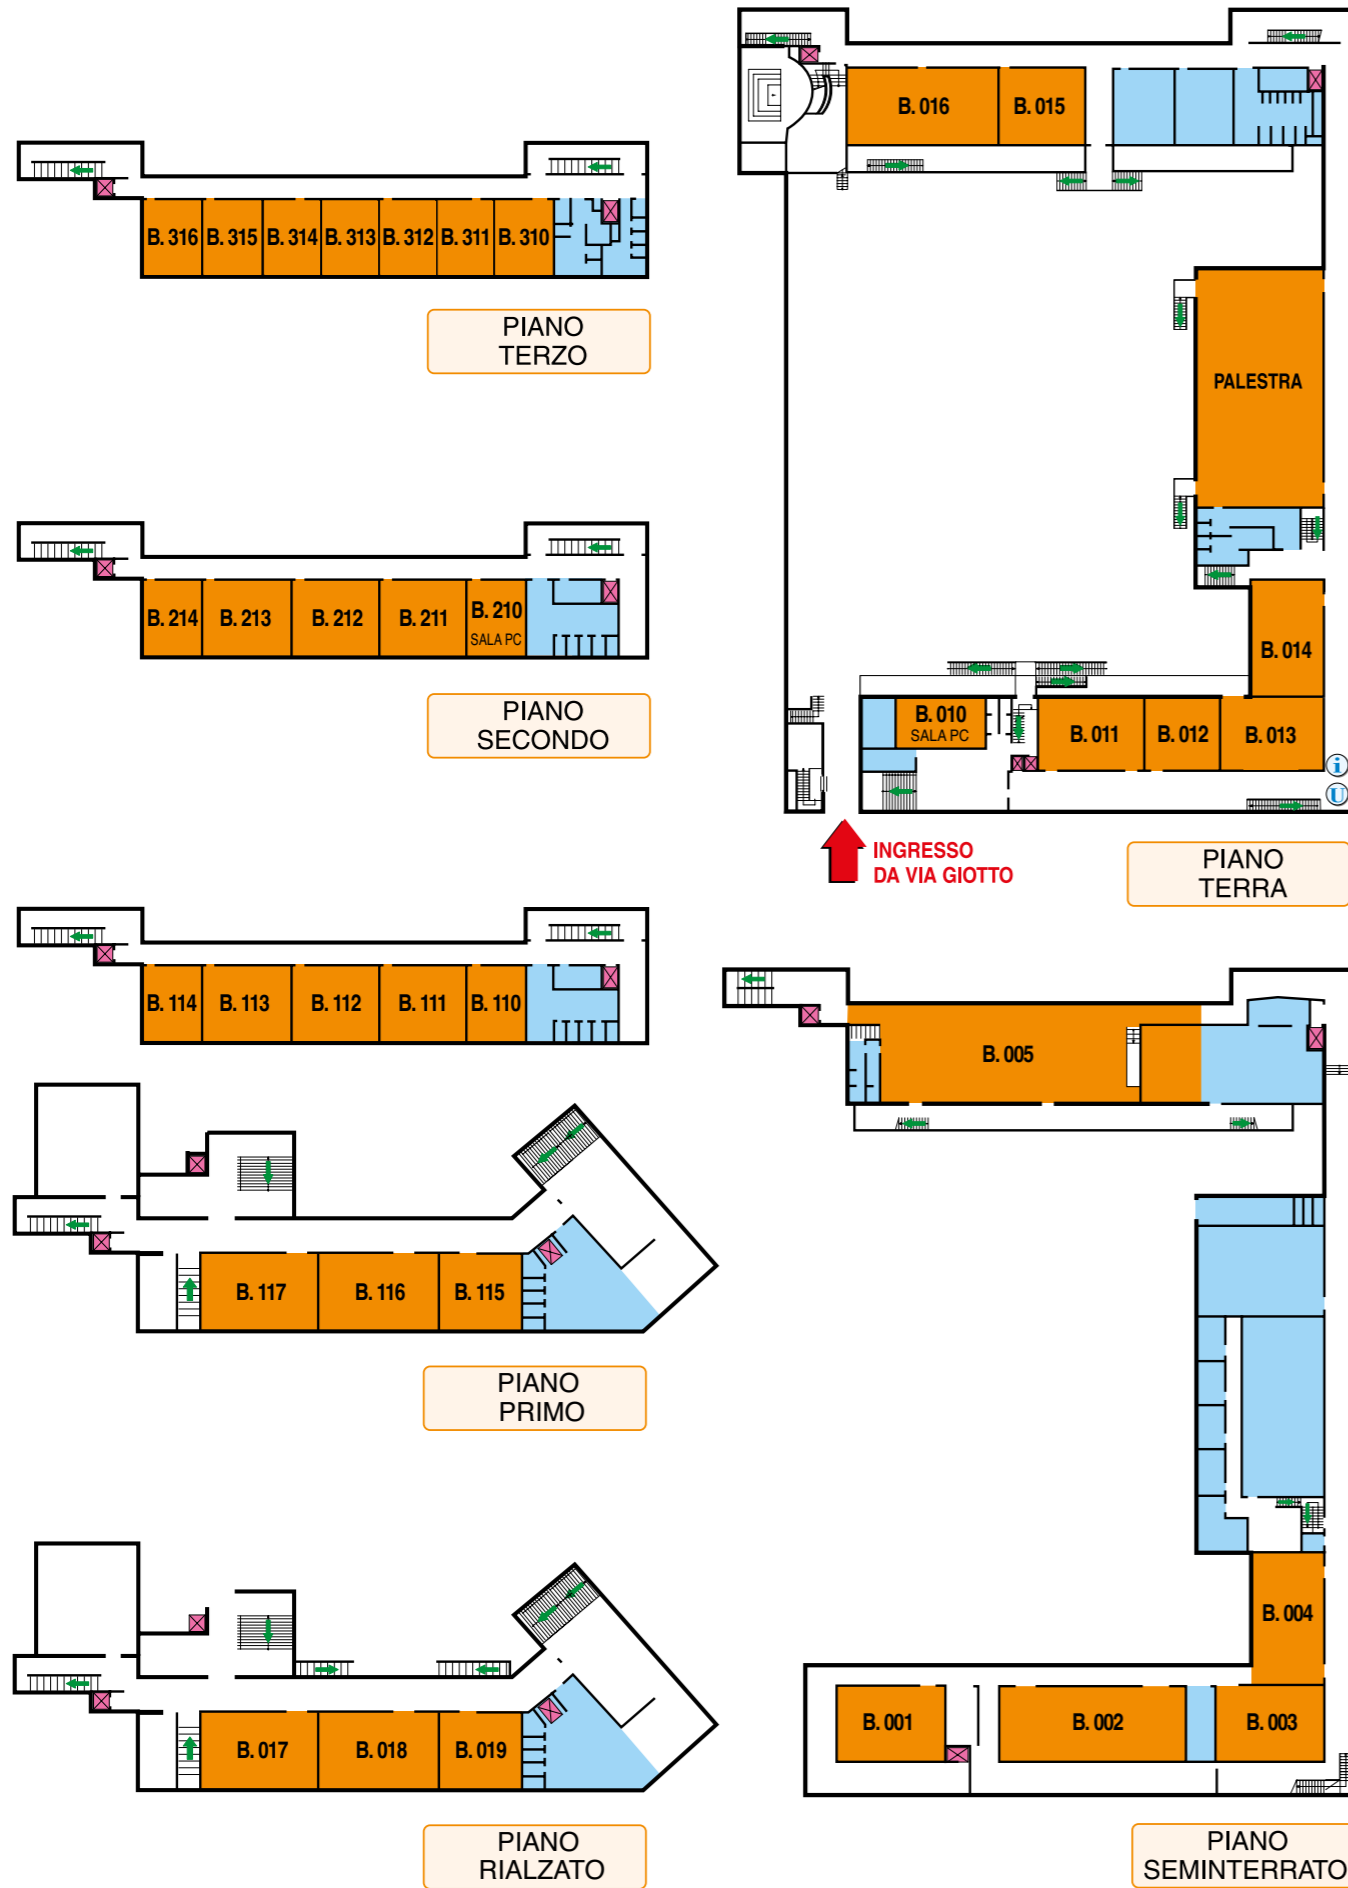 B. 316 B. 315 B. 314 B. 313 B. 312 B. 311 B. 310
PIANO
TERZO
B. 214 B. 213 B. 212 B. 211 B. 210
SALA PC
PIANO
SECONDO
B. 114 B. 113 B. 112 B. 111 B. 110
B. 117 B. 116 B. 115
PIANO
PRIMO
B. 017 B. 018 B. 019
PIANO
RIALZATO
B. 016 B. 015
PALESTRA
B. 014
B. 010
SALA PC
B. 011 B. 012 B. 013
i
U
INGRESSO
DA VIA GIOTTO
PIANO
TERRA
B. 005
B. 004
B. 001 B. 002 B. 003
PIANO
SEMINTERRATO